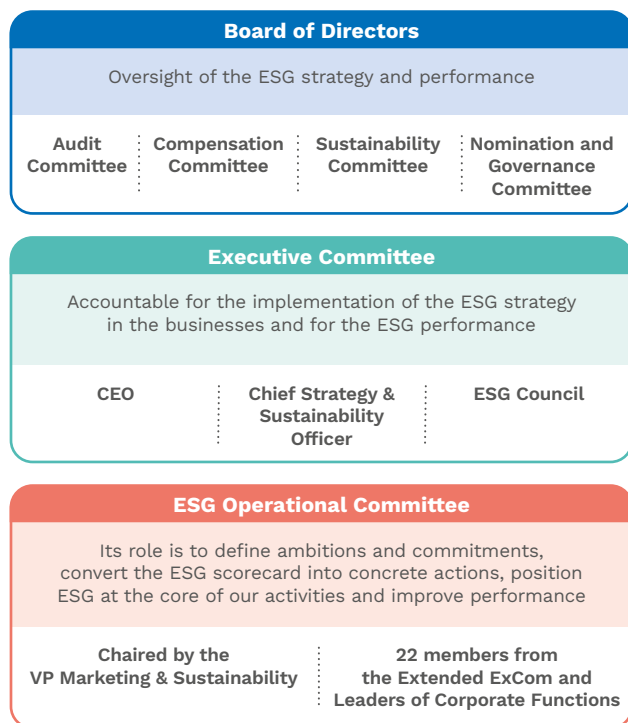 Board of Directors
Oversight of the ESG strategy and performance
Audit
Committee
Compensation
Committee
Sustainability
Committee
Nomination and
Governance
Committee
Executive Committee
Accountable for the implementation of the ESG strategy
in the businesses and for the ESG performance
CEO
Chief Strategy &
Sustainability
Officer
ESG Council
ESG Operational Committee
Its role is to define ambitions and commitments,
convert the ESG scorecard into concrete actions, position
ESG at the core of our activities and improve performance
Chaired by the
VP Marketing & Sustainability
22 members from
the Extended ExCom and
Leaders of Corporate Functions